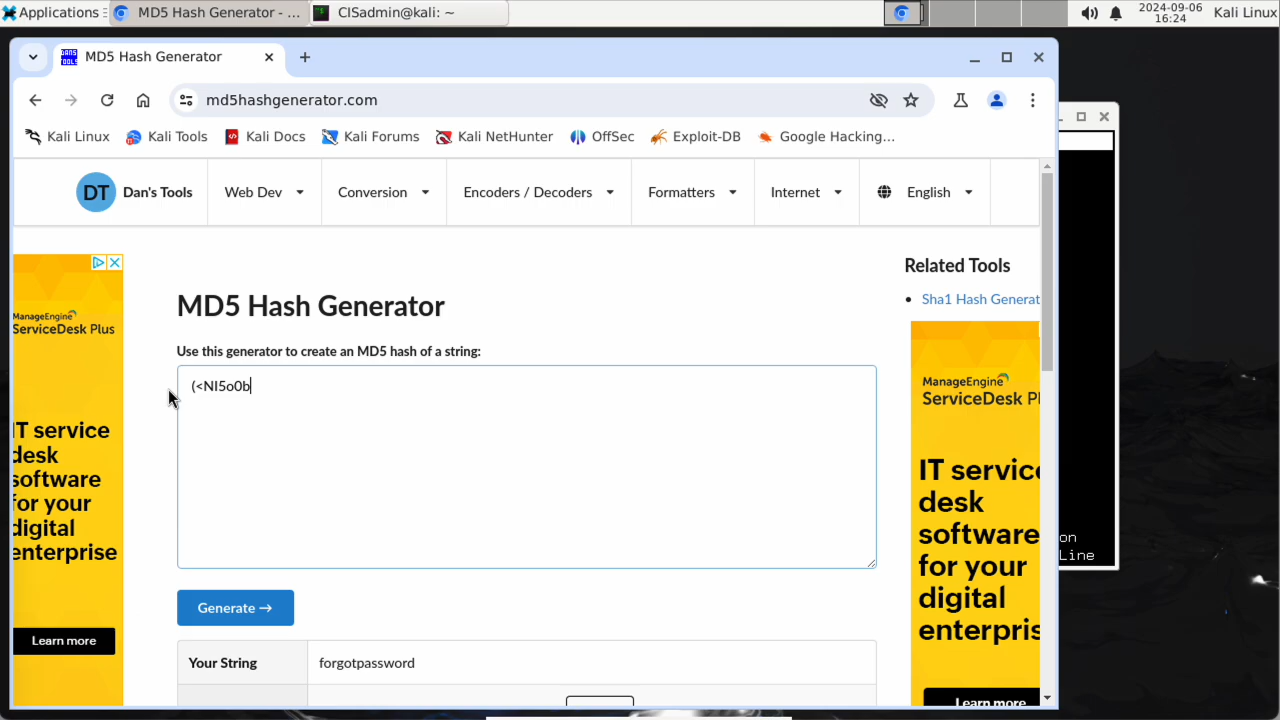 Applications MD5 Hash Generator - ... CISadmin@kali: ~ 2024-09-06 Kali Linux
16:24
MD5 Hash Generator
md5hashgenerator.com
Kali Linux Kali Tools Kali Docs Kali Forums Kali NetHunter OffSec Exploit-DB Google Hacking...
DT Dan's Tools Web Dev Conversion Encoders / Decoders Formatters Internet English
Related Tools
Sha1 Hash Generat
MD5 Hash Generator
Use this generator to create an MD5 hash of a string:
(<NI5o0b
Generate →
Your String forgotpassword
ManageEngine
ServiceDesk Plus
IT service
desk
software
for your
digital
enterprise
Learn more
ManageEngine
ServiceDesk Pl
IT service
desk
software
for your
digital
enterpris
Learn more
on
Line